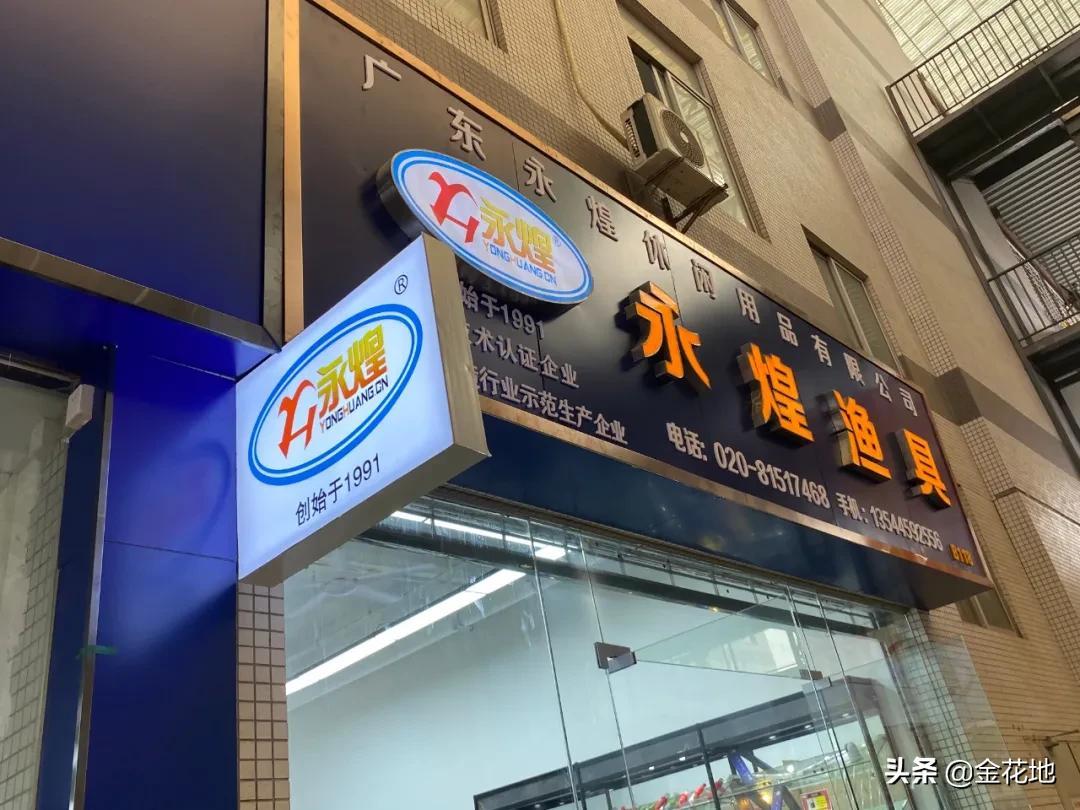 广东永煌休闲用品有限公司
永煌®
YONGHUANG.CN
始于1991
技术认证企业
行业示范生产企业
永煌渔具
电话: 020-81517468 手机: 13544592556 B118
®
永煌
YONGHUANG.CN
创始于1991
头条 @金花地